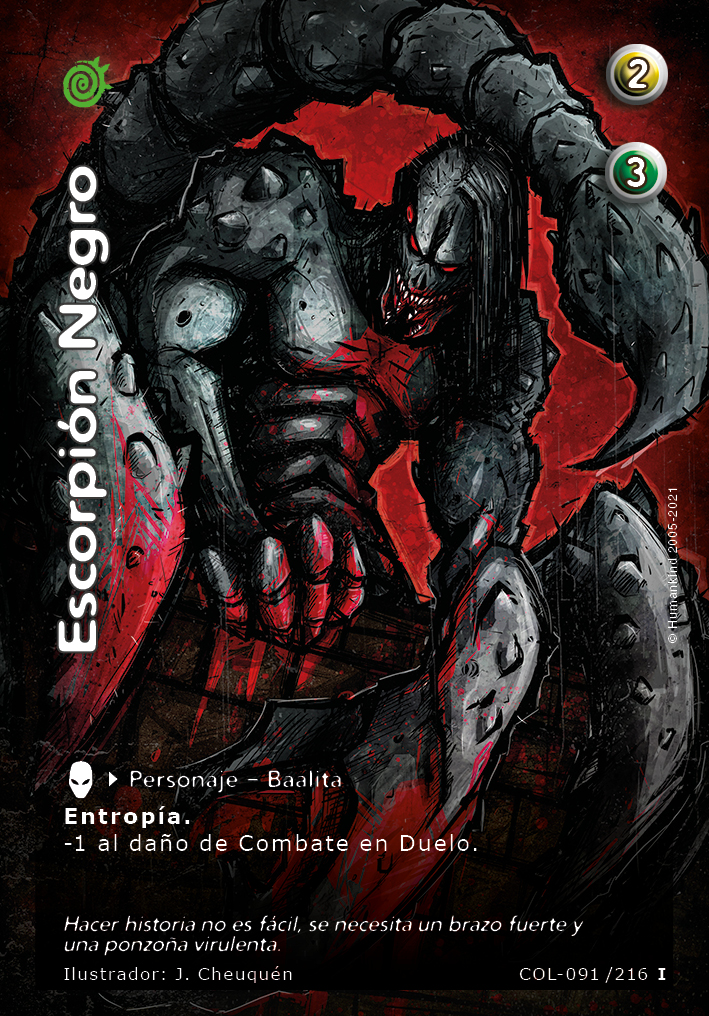 2
3
Escorpión Negro
© HumankInd 2005-2021
Personaje – Baalita
Entropía.
-1 al daño de Combate en Duelo.
Hacer historia no es fácil, se necesita un brazo fuerte y
una ponzoña virulenta.
Ilustrador: J. Cheuquén
COL-091 /216 I